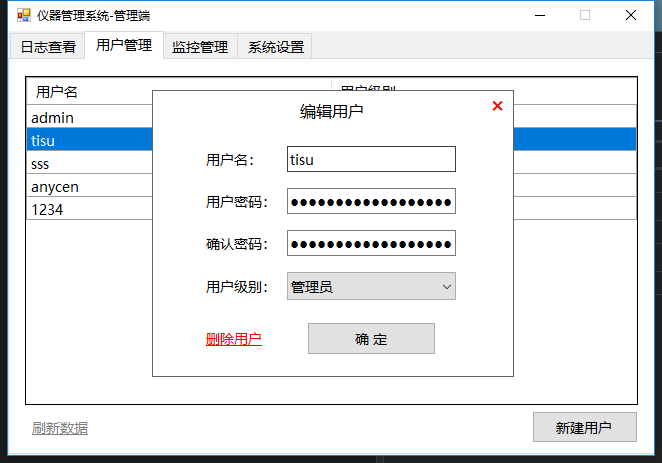 仪器管理系统-管理端
日志查看 用户管理 监控管理 系统设置
用户名 用户级别
编辑用户
admin
tisu
sss
anycen
1234
用户名： tisu
用户密码： ●●●●●●●●●●●●●●●●●●
确认密码： ●●●●●●●●●●●●●●●●●●
用户级别： 管理员
删除用户 确 定
刷新数据 新建用户